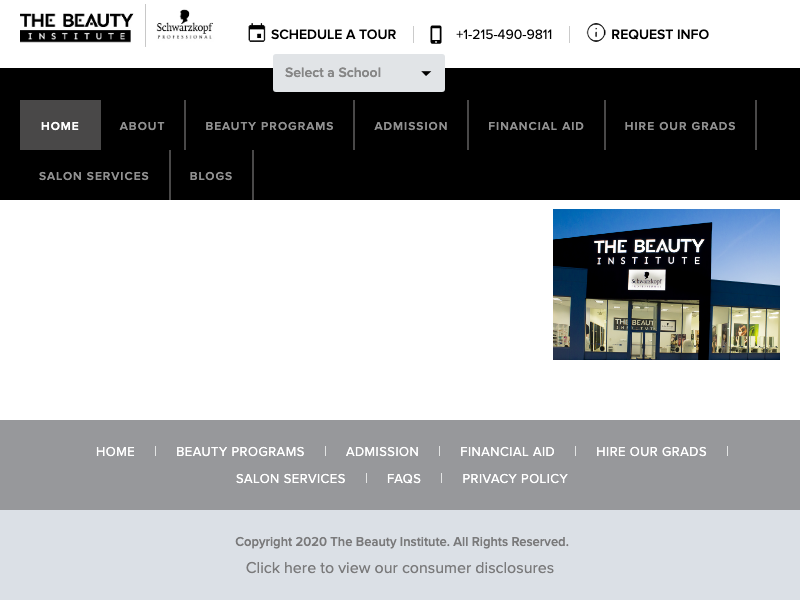 THE BEAUTY
INSTITUTE
Schwarzkopf
PROFESSIONAL
SCHEDULE A TOUR
+1-215-490-9811
REQUEST INFO
Select a School
HOME
ABOUT
BEAUTY PROGRAMS
ADMISSION
FINANCIAL AID
HIRE OUR GRADS
SALON SERVICES
BLOGS
THE BEAUTY
INSTITUTE
Schwarzkopf
THE BEAUT
INSTITUTE
HOME
BEAUTY PROGRAMS
ADMISSION
FINANCIAL AID
HIRE OUR GRADS
SALON SERVICES
FAQS
PRIVACY POLICY
Copyright 2020 The Beauty Institute. All Rights Reserved.
Click here to view our consumer disclosures